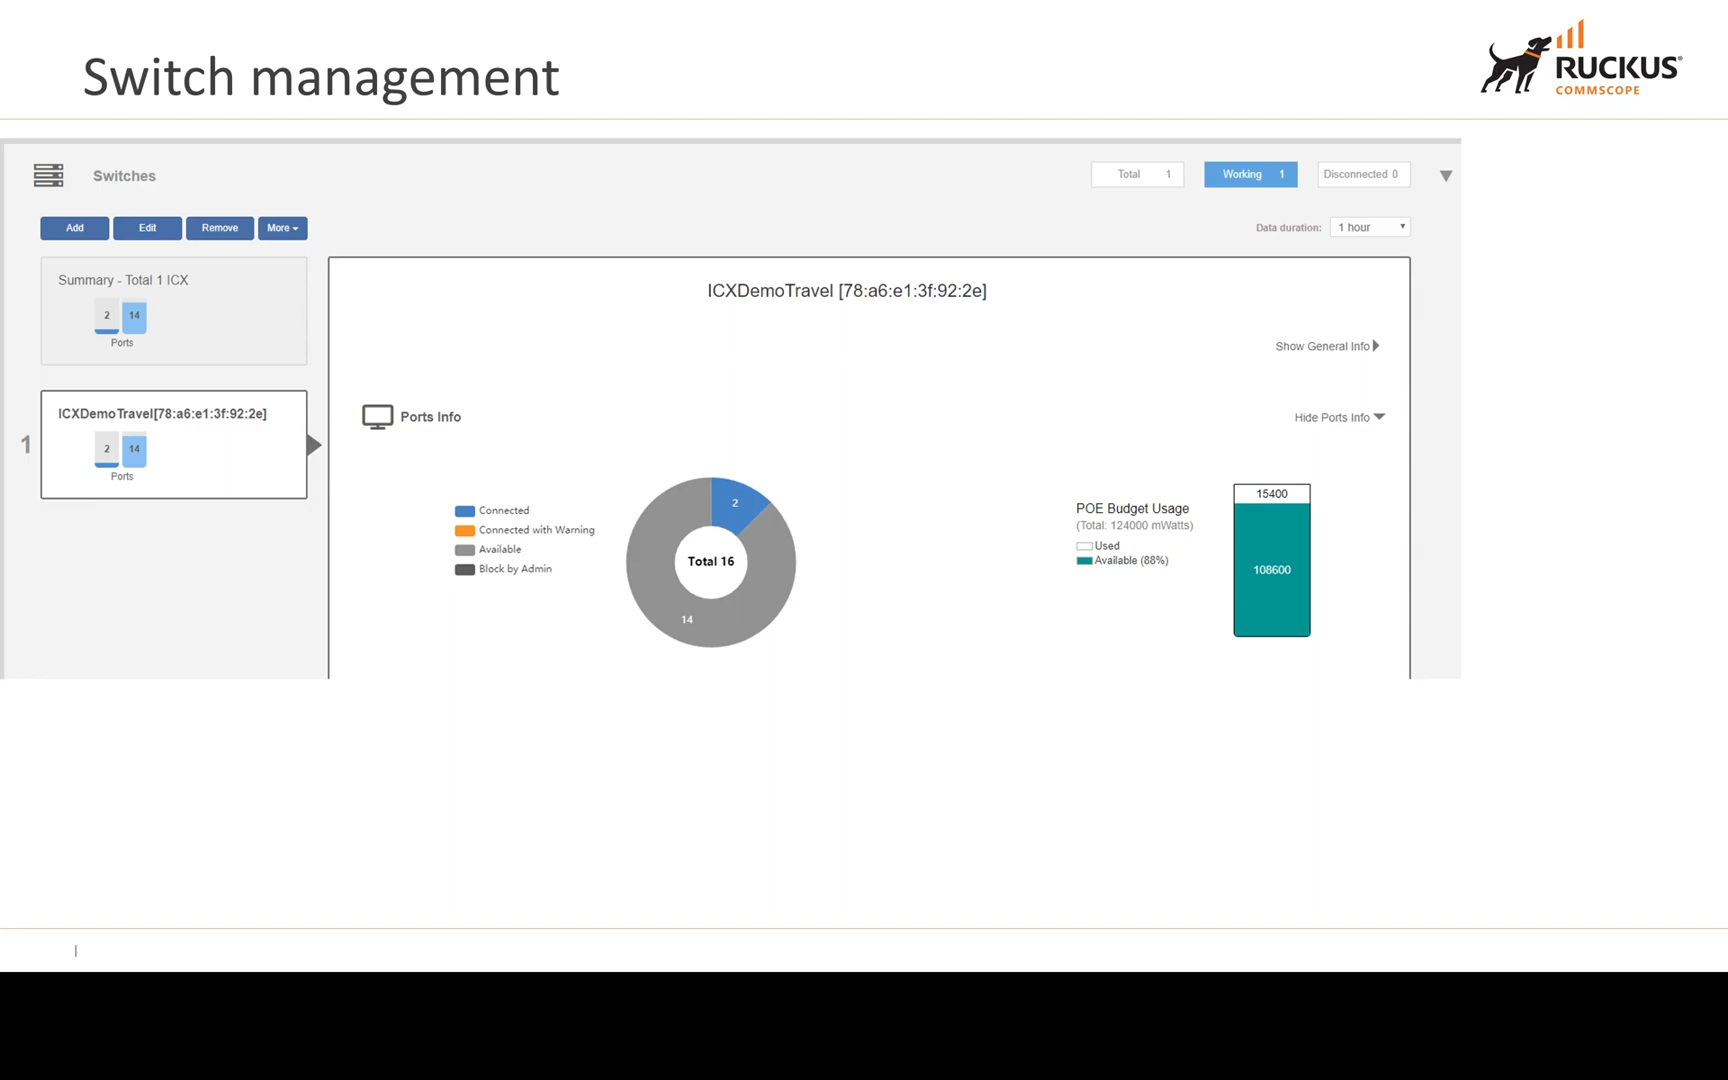 Switch management
RUCKUS®
COMMSCOPE
Switches
Total 1
Working 1
Disconnected 0
Add
Edit
Remove
More
Data duration:
1 hour
Summary - Total 1 ICX
2
14
Ports
1
ICXDemoTravel[78:a6:e1:3f:92:2e]
2
14
Ports
ICXDemoTravel [78:a6:e1:3f:92:2e]
Show General Info
Ports Info
Hide Ports Info
Connected
Connected with Warning
Available
Block by Admin
2
Total 16
14
POE Budget Usage
(Total: 124000 mWatts)
Used
Available (88%)
15400
108600
|